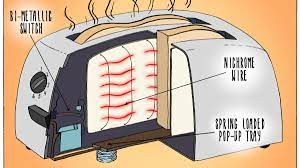 BI-METALLIC
SWITCH
NICHROME
WIRE
SPRING LOADED
POP-UP TRAY